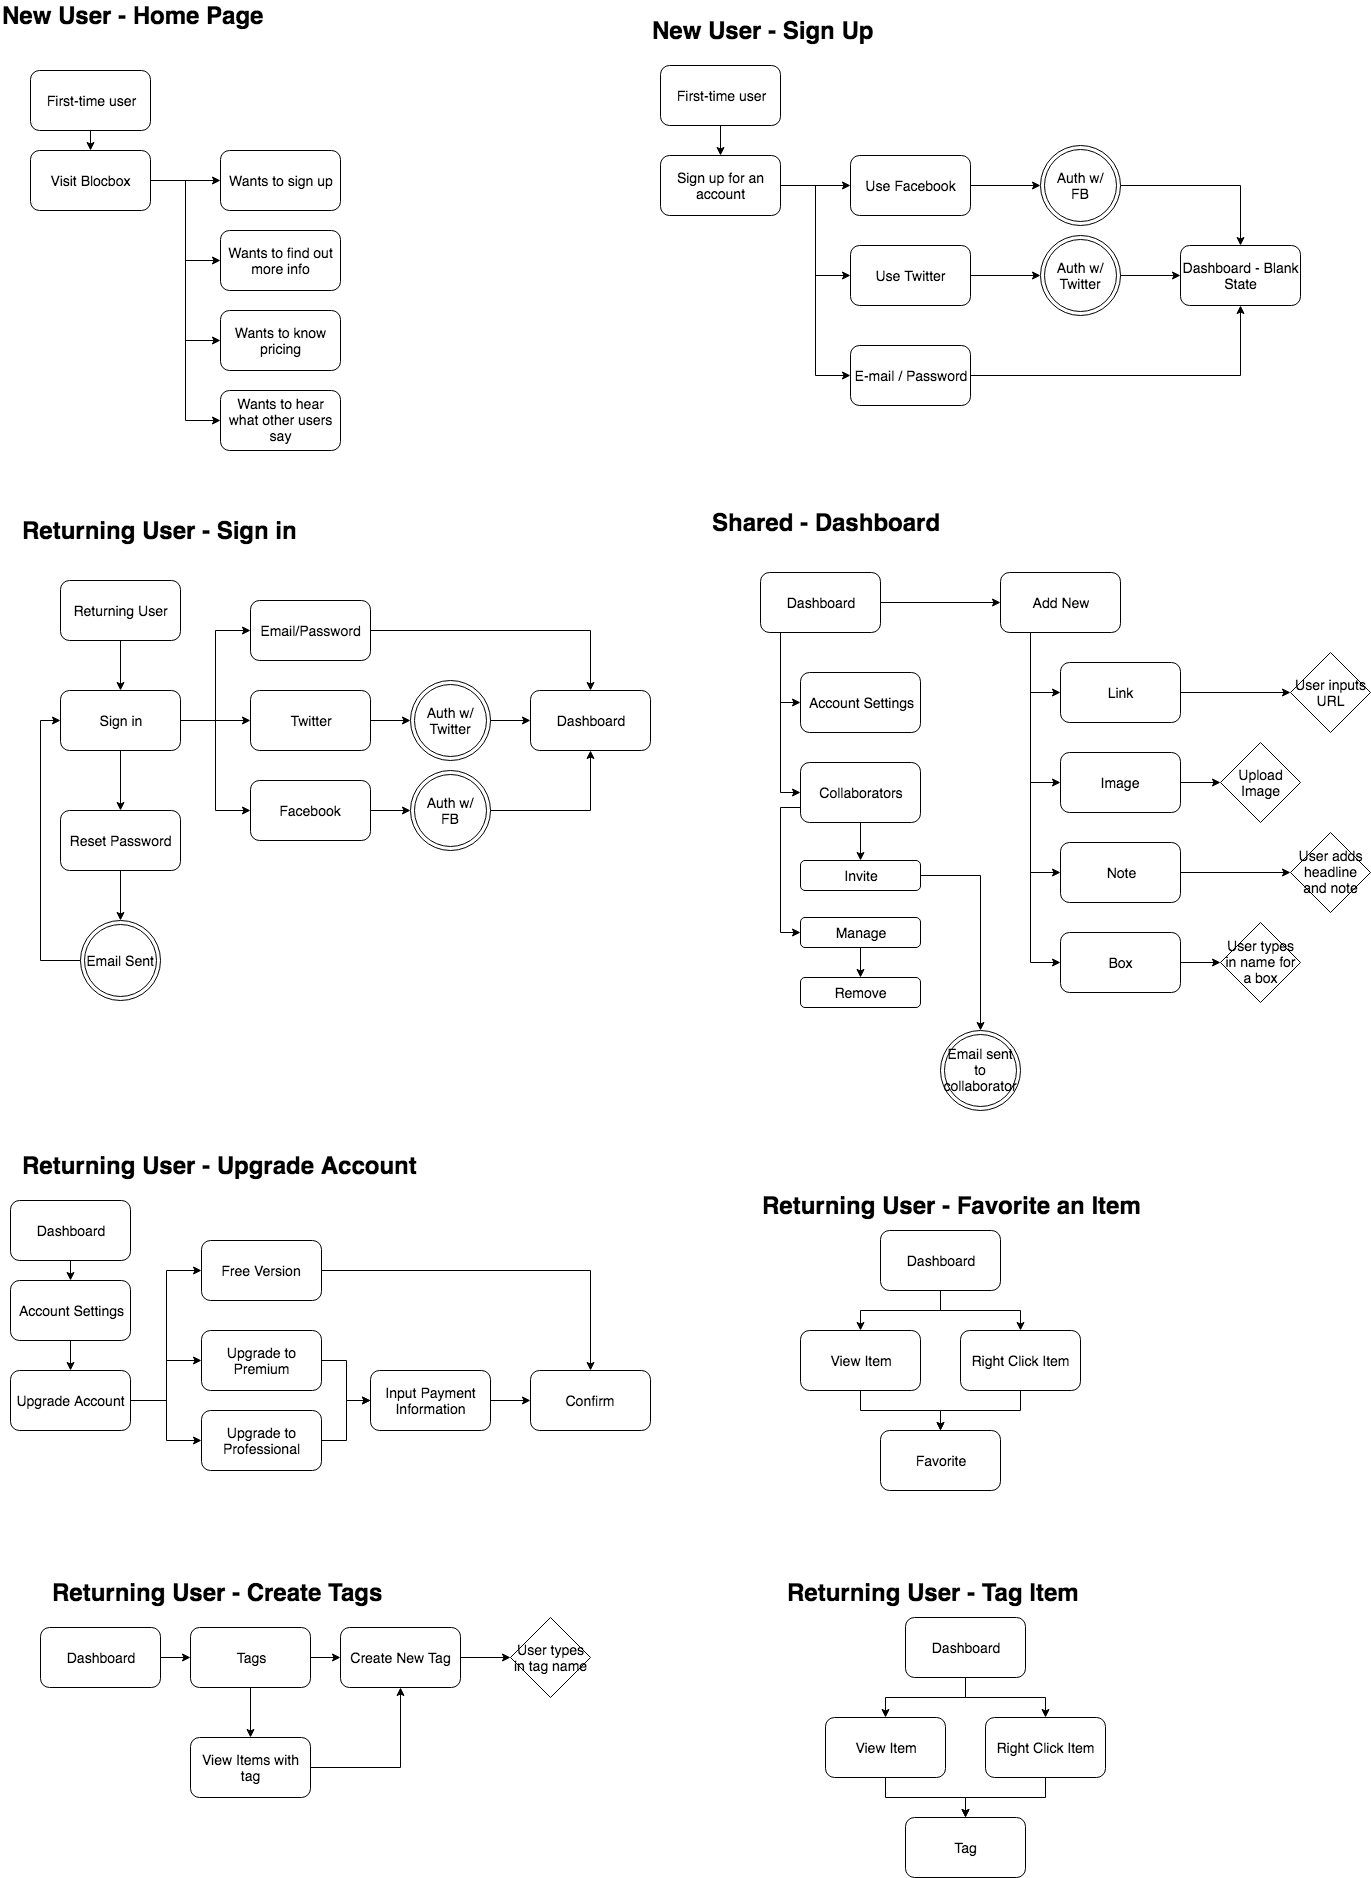 New User - Home Page
First-time user
Visit Blocbox
Wants to sign up
Wants to find out
more info
Wants to know
pricing
Wants to hear
what other users
say
New User - Sign Up
First-time user
Sign up for an
account
Use Facebook
Auth w/
FB
Use Twitter
Auth w/
Twitter
Dashboard - Blank
State
E-mail / Password
Returning User - Sign in
Returning User
Email/Password
Sign in
Twitter
Auth w/
Twitter
Dashboard
Reset Password
Facebook
Auth w/
FB
Email Sent
Shared - Dashboard
Dashboard
Add New
Account Settings
Link
User inputs
URL
Collaborators
Image
Upload
Image
Invite
Note
User adds
headline
and note
Manage
Box
User types
in name for
a box
Remove
Email sent
to
collaborator
Returning User - Upgrade Account
Dashboard
Account Settings
Upgrade Account
Free Version
Upgrade to
Premium
Upgrade to
Professional
Input Payment
Information
Confirm
Returning User - Favorite an Item
Dashboard
View Item
Right Click Item
Favorite
Returning User - Create Tags
Dashboard
Tags
Create New Tag
User types
in tag name
View Items with
tag
Returning User - Tag Item
Dashboard
View Item
Right Click Item
Tag